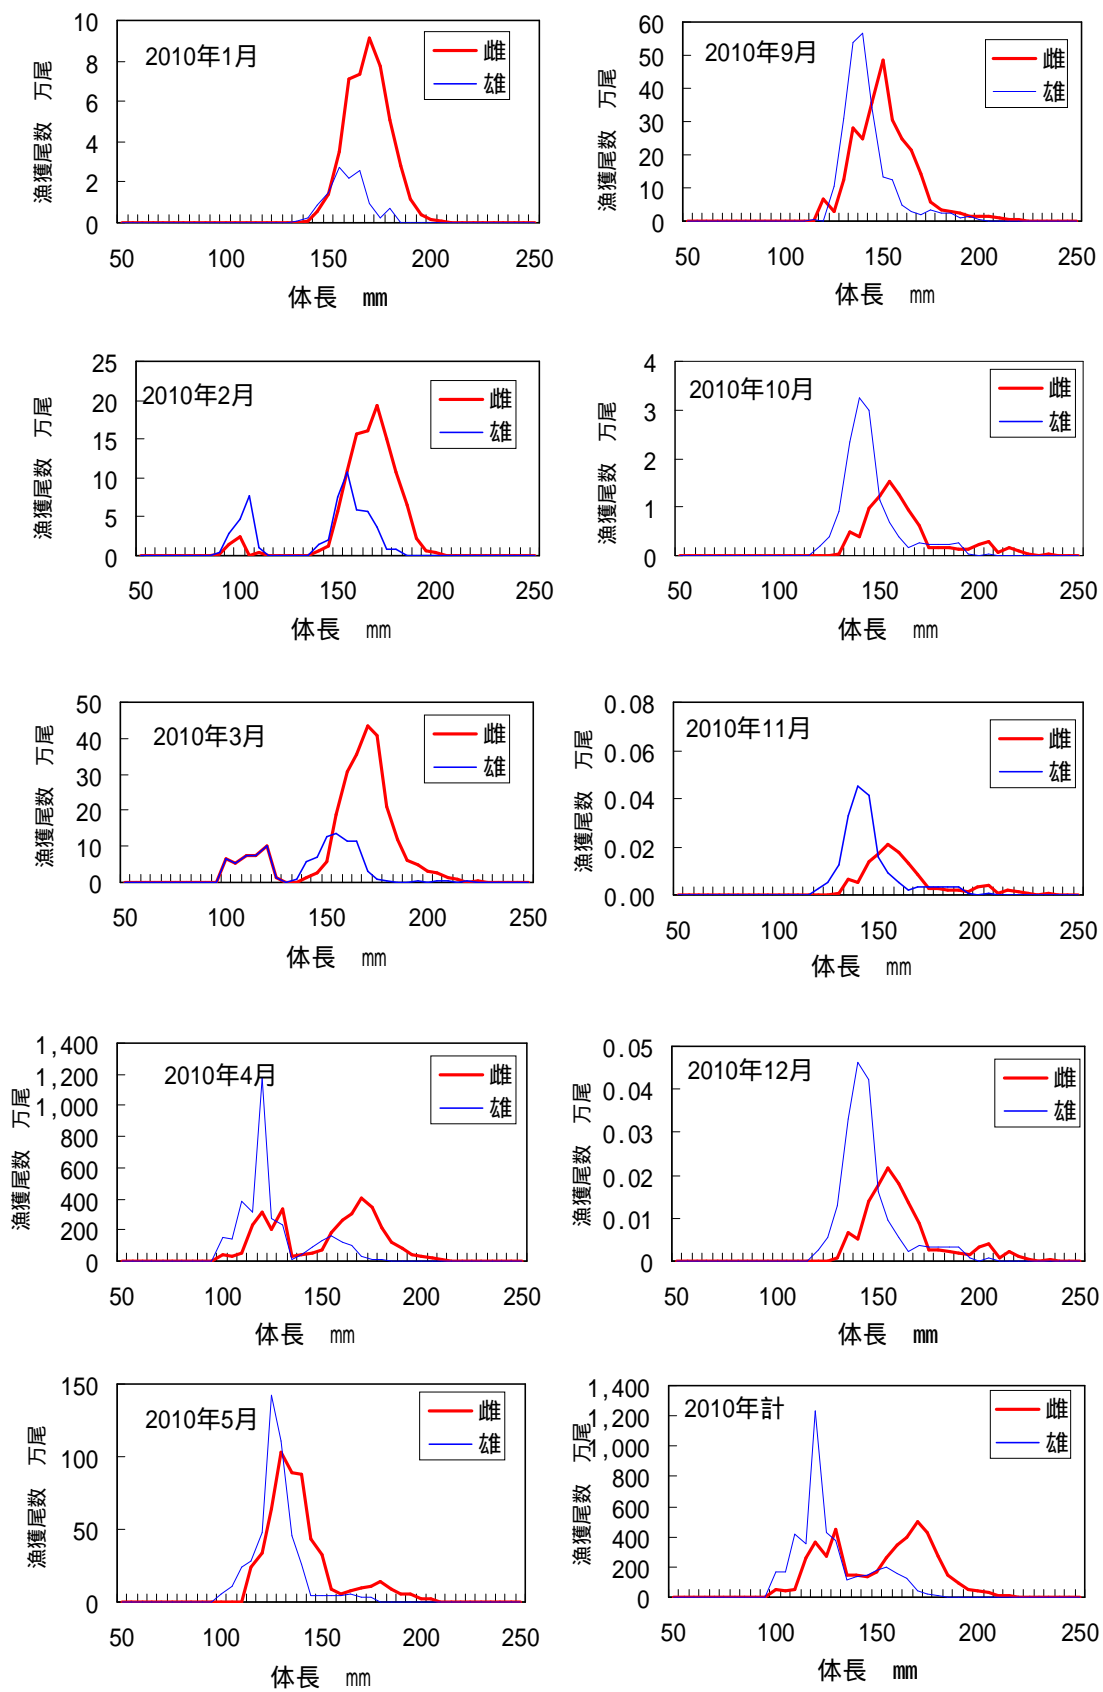 2010年1月
雌
雄
漁獲尾数 万尾
10
8
6
4
2
0
50 100 150 200 250
体長 mm
2010年9月
雌
雄
漁獲尾数 万尾
60
50
40
30
20
10
0
50 100 150 200 250
体長 mm
2010年2月
雌
雄
漁獲尾数 万尾
25
20
15
10
5
0
50 100 150 200 250
体長 mm
2010年10月
雌
雄
漁獲尾数 万尾
4
3
2
1
0
50 100 150 200 250
体長 mm
2010年3月
雌
雄
漁獲尾数 万尾
50
40
30
20
10
0
50 100 150 200 250
体長 mm
2010年11月
雌
雄
漁獲尾数 万尾
0.08
0.06
0.04
0.02
0.00
50 100 150 200 250
体長 mm
2010年4月
雌
雄
漁獲尾数 万尾
1,400
1,200
1,000
800
600
400
200
0
50 100 150 200 250
体長 mm
2010年12月
雌
雄
漁獲尾数 万尾
0.05
0.04
0.03
0.02
0.01
0
50 100 150 200 250
体長 mm
2010年5月
雌
雄
漁獲尾数 万尾
150
100
50
0
50 100 150 200 250
体長 mm
2010年計
雌
雄
漁獲尾数 万尾
1,400
1,200
1,000
800
600
400
200
0
50 100 150 200 250
体長 mm